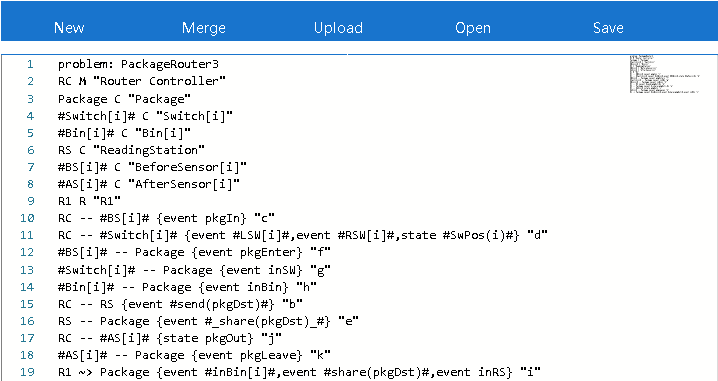 New Merge Upload Open Save
1 problem: PackageRouter3
2 RC M "Router Controller"
3 Package C "Package"
4 #Switch[i]# C "Switch[i]"
5 #Bin[i]# C "Bin[i]"
6 RS C "ReadingStation"
7 #BS[i]# C "BeforeSensor[i]"
8 #AS[i]# C "AfterSensor[i]"
9 R1 R "R1"
10 RC -- #BS[i]# {event pkgIn} "c"
11 RC -- #Switch[i]# {event #LSW[i]#,event #RSW[i]#,state #SwPos(i)#} "d"
12 #BS[i]# -- Package {event pkgEnter} "f"
13 #Switch[i]# -- Package {event inSW} "g"
14 #Bin[i]# -- Package {event inBin} "h"
15 RC -- RS {event #send(pkgDst)#} "b"
16 RS -- Package {event #_share(pkgDst)_#} "e"
17 RC -- #AS[i]# {state pkgOut} "j"
18 #AS[i]# -- Package {event pkgLeave} "k"
19 R1 ~> Package {event #inBin[i]#,event #share(pkgDst)#,event inRS} "i"